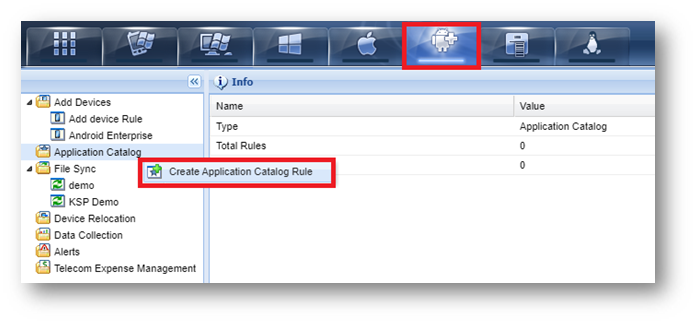 Info
Name Value
Add Devices
Add device Rule
Android Enterprise
Application Catalog
File Sync
demo
KSP Demo
Device Relocation
Data Collection
Alerts
Telecom Expense Management
Type Application Catalog
Total Rules 0
0
Create Application Catalog Rule